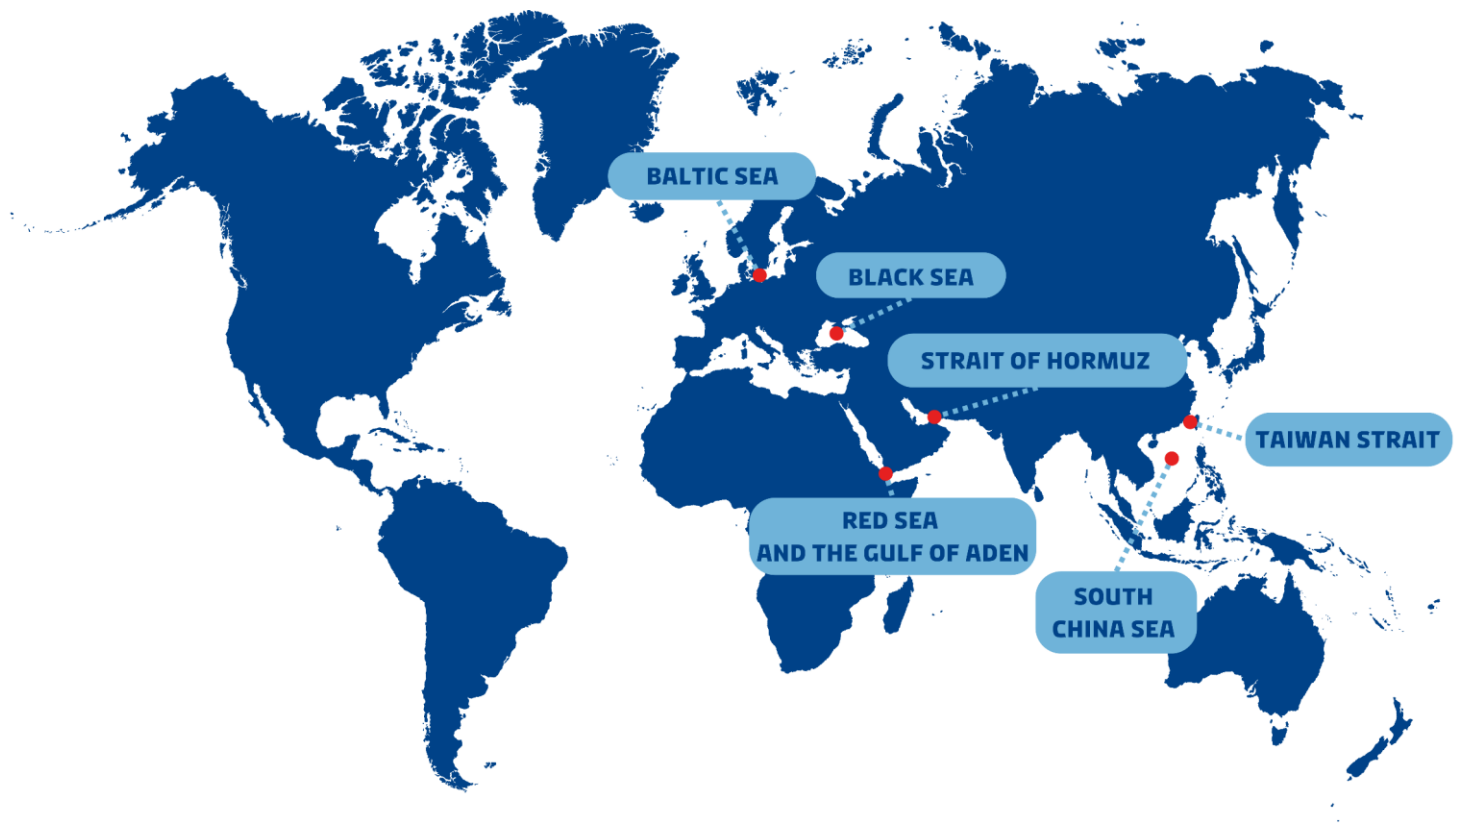 BALTIC SEA
BLACK SEA
STRAIT OF HORMUZ
TAIWAN STRAIT
RED SEA
AND THE GULF OF ADEN
SOUTH
CHINA SEA